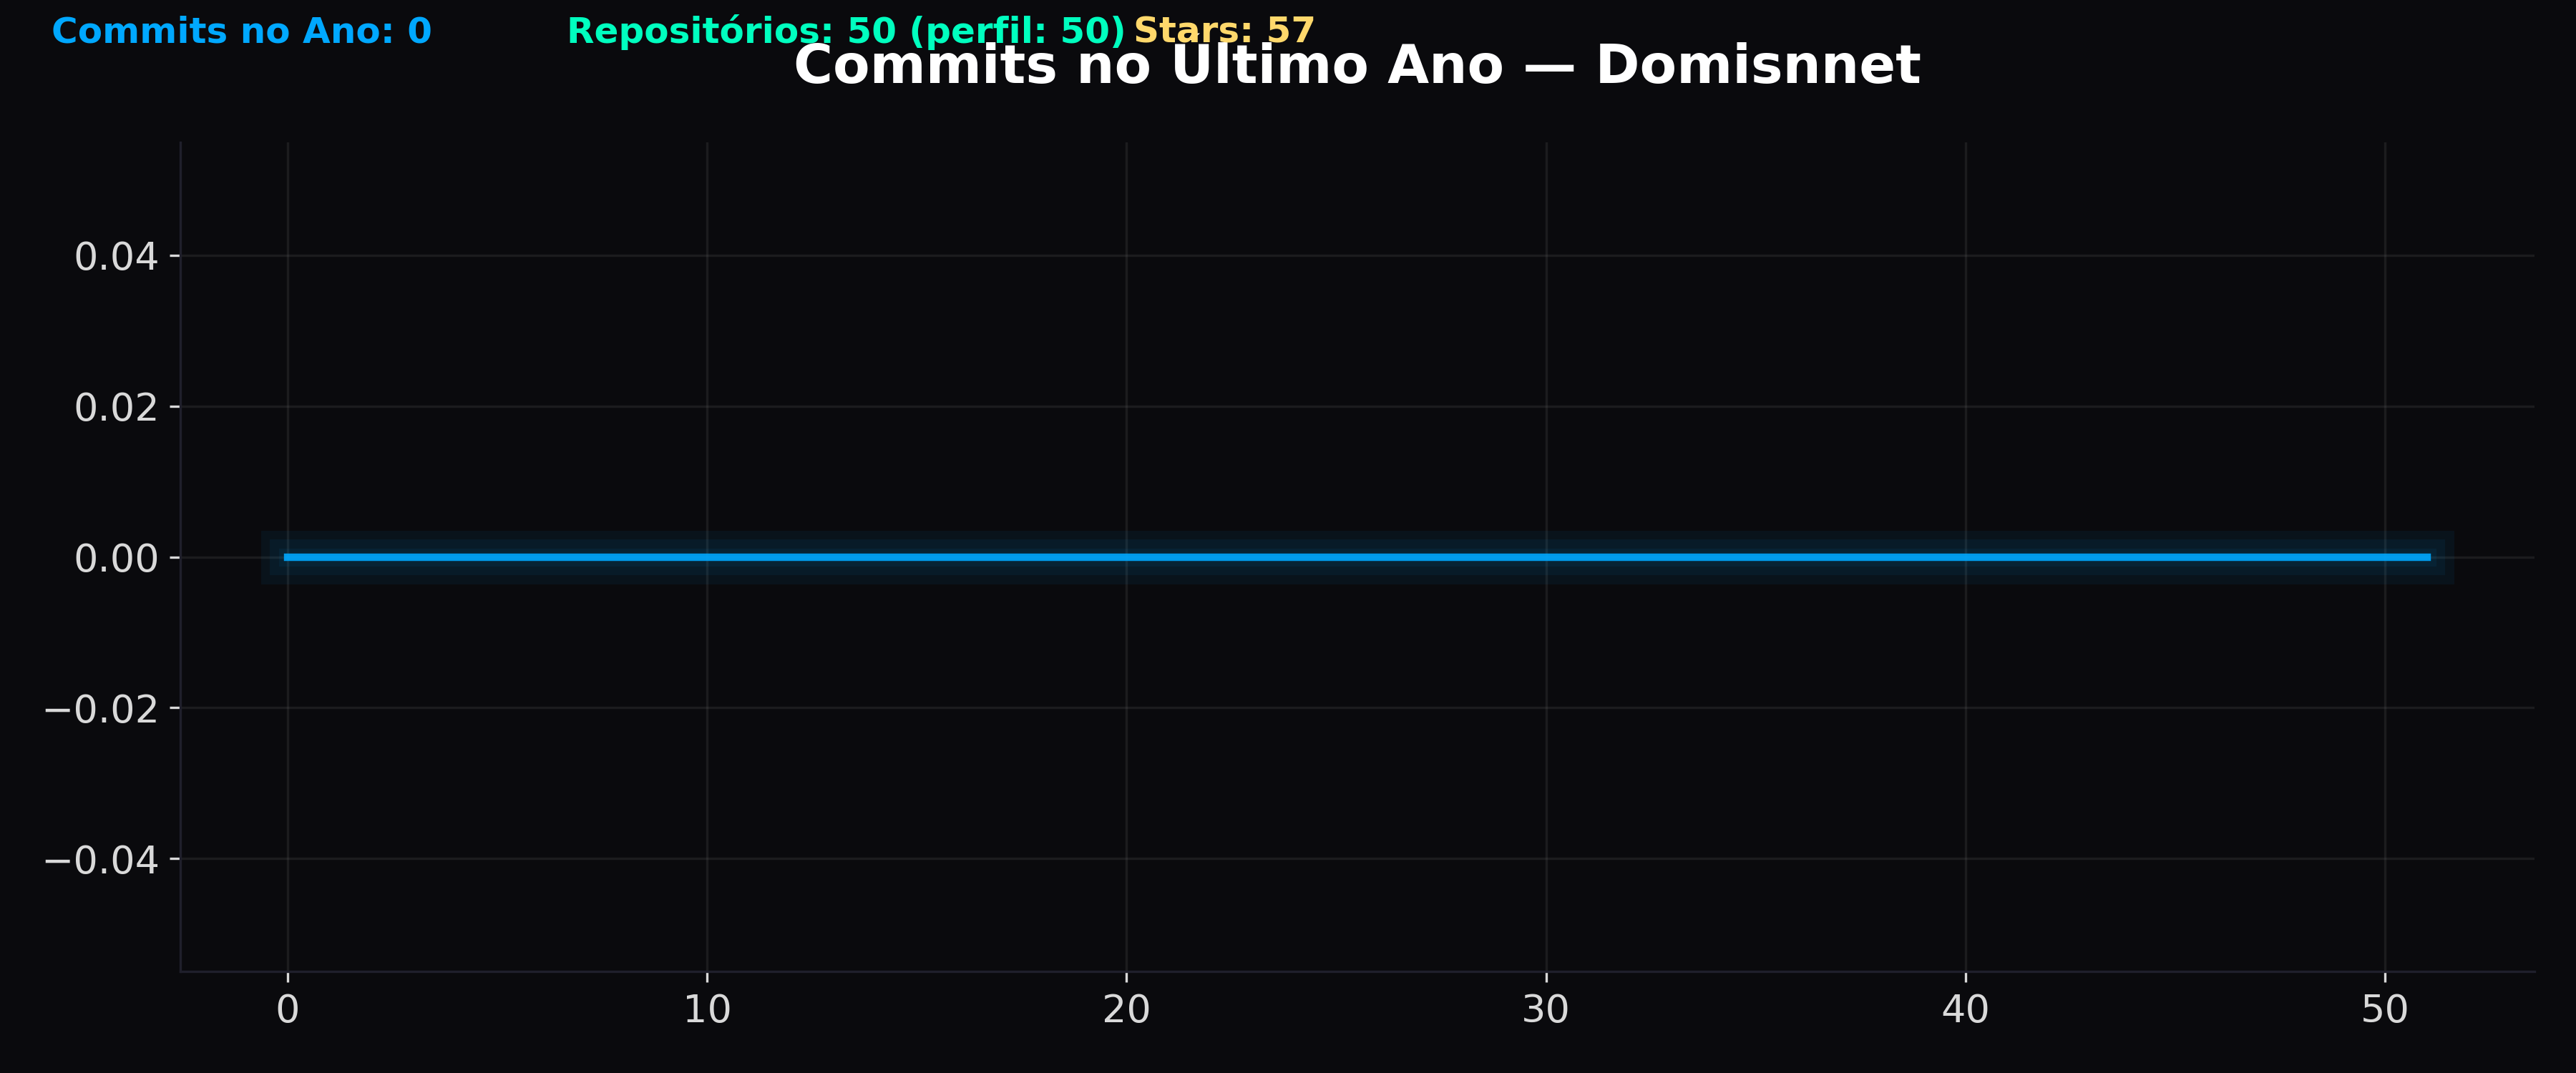 Commits no Ano: 0 Repositórios: 50 (perfil: 50) Stars: 57
Commits no Último Ano — Domisnnet
0.04
0.02
0.00
−0.02
−0.04
0 10 20 30 40 50